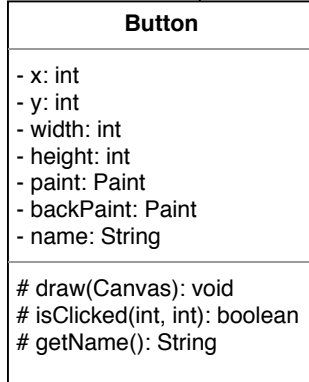 Button
- x: int
- y: int
- width: int
- height: int
- paint: Paint
- backPaint: Paint
- name: String
# draw(Canvas): void
# isClicked(int, int): boolean
# getName(): String